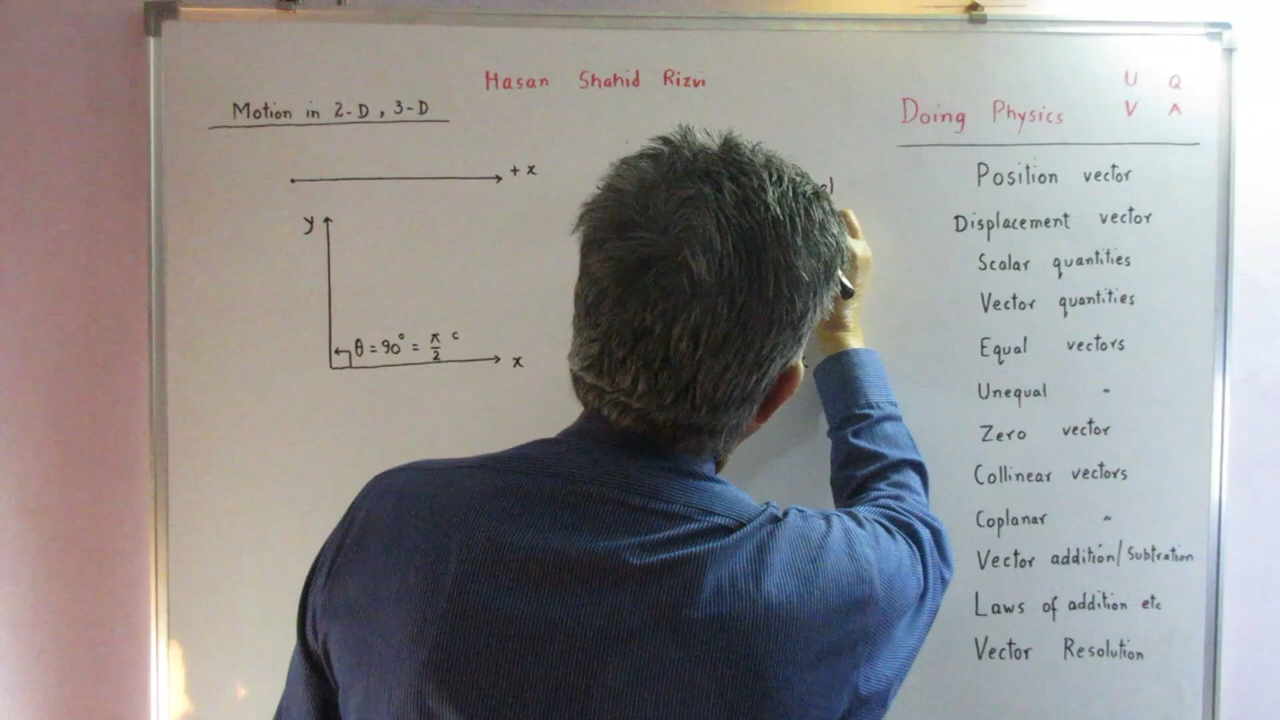 Hasan Shahid Rizvi
Motion in 2-D, 3-D
+ x
y
θ = 90° = π/2 ᶜ
x
U Q
Doing Physics V A
Position vector
Displacement vector
Scalar quantities
Vector quantities
Equal vectors
Unequal "
Zero vector
Collinear vectors
Coplanar "
Vector addition/Subtration
Laws of addition etc
Vector Resolution